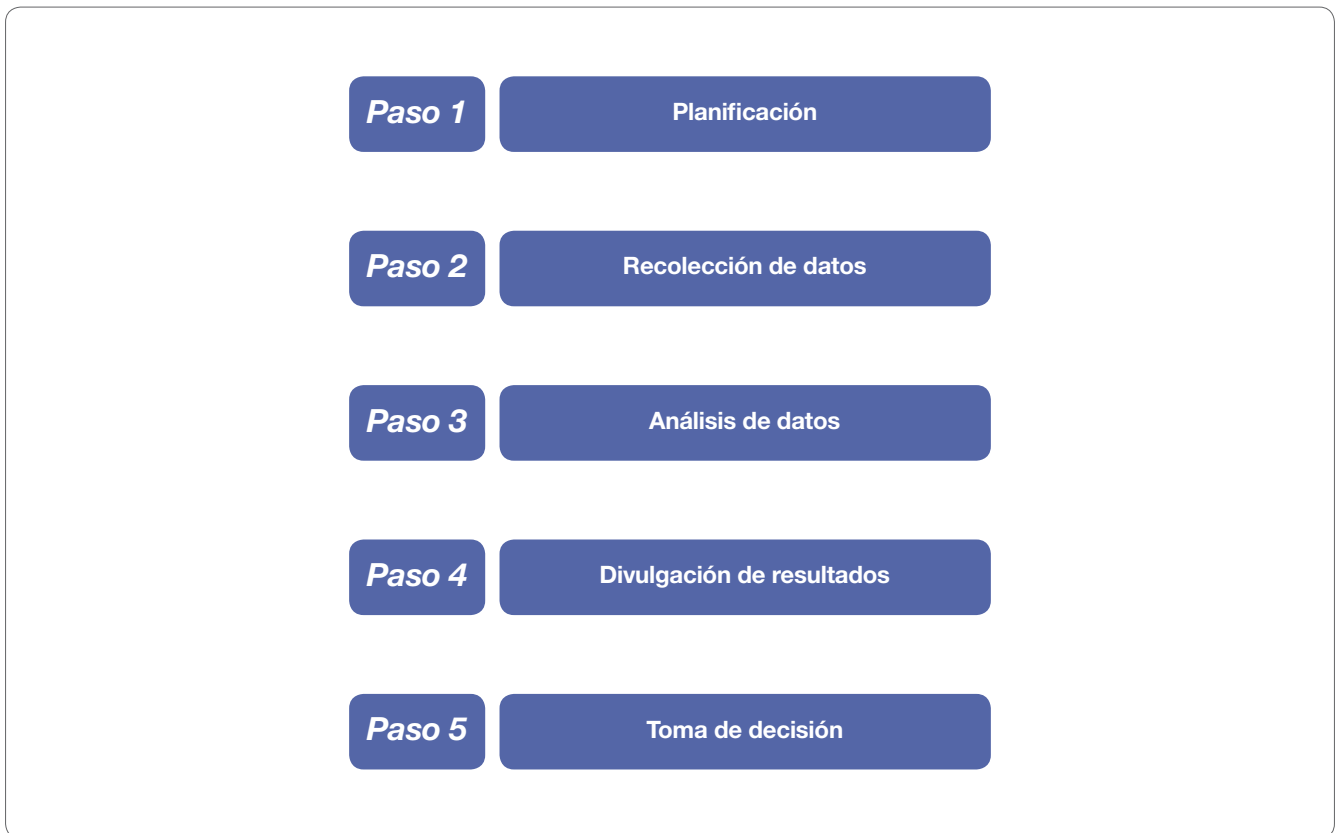 Paso 1 Planificación
Paso 2 Recolección de datos
Paso 3 Análisis de datos
Paso 4 Divulgación de resultados
Paso 5 Toma de decisión